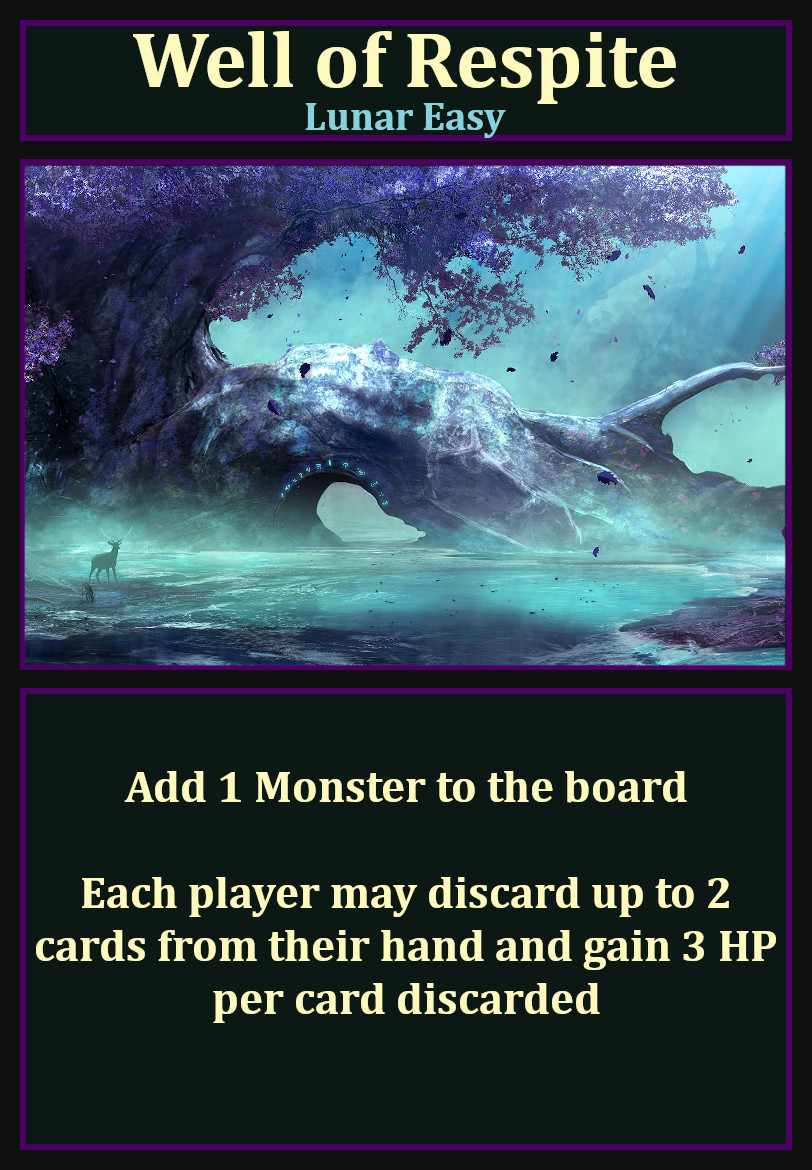 Well of Respite
Lunar Easy
Add 1 Monster to the board
Each player may discard up to 2
cards from their hand and gain 3 HP
per card discarded